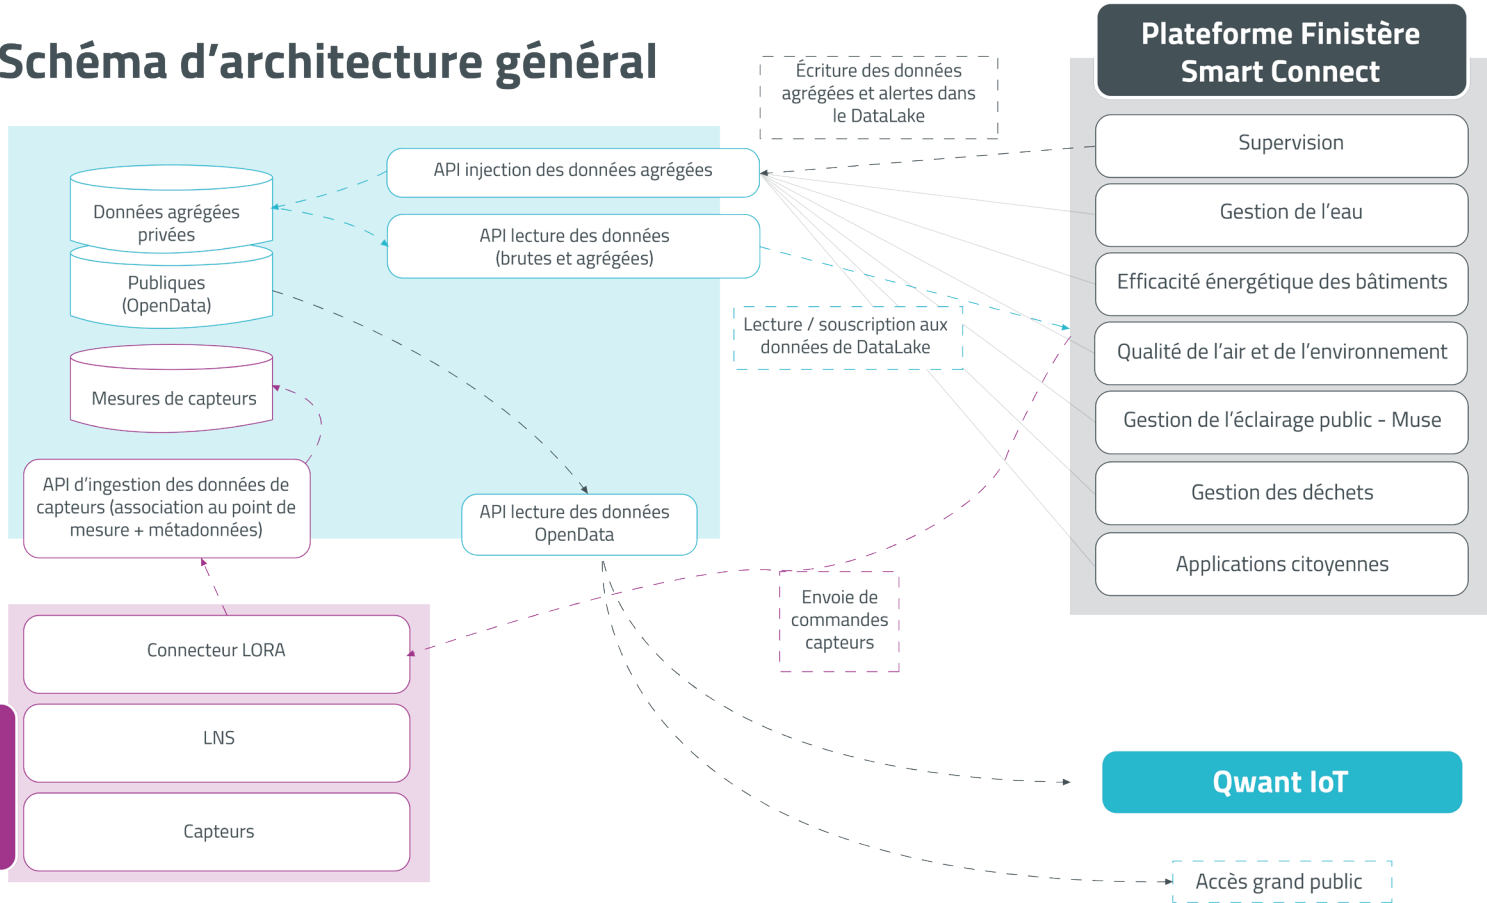 Schéma d'architecture général
Plateforme Finistère
Smart Connect
Écriture des données
agrégées et alertes dans
le DataLake
Supervision
Gestion de l'eau
Efficacité énergétique des bâtiments
Qualité de l'air et de l'environnement
Gestion de l'éclairage public - Muse
Gestion des déchets
Applications citoyennes
API injection des données agrégées
API lecture des données
(brutes et agrégées)
Données agrégées
privées
Publiques
(OpenData)
Mesures de capteurs
Lecture / souscription aux
données de DataLake
API d'ingestion des données de
capteurs (association au point de
mesure + métadonnées)
API lecture des données
OpenData
Envoie de
commandes
capteurs
Connecteur LORA
LNS
Capteurs
Qwant IoT
Accès grand public